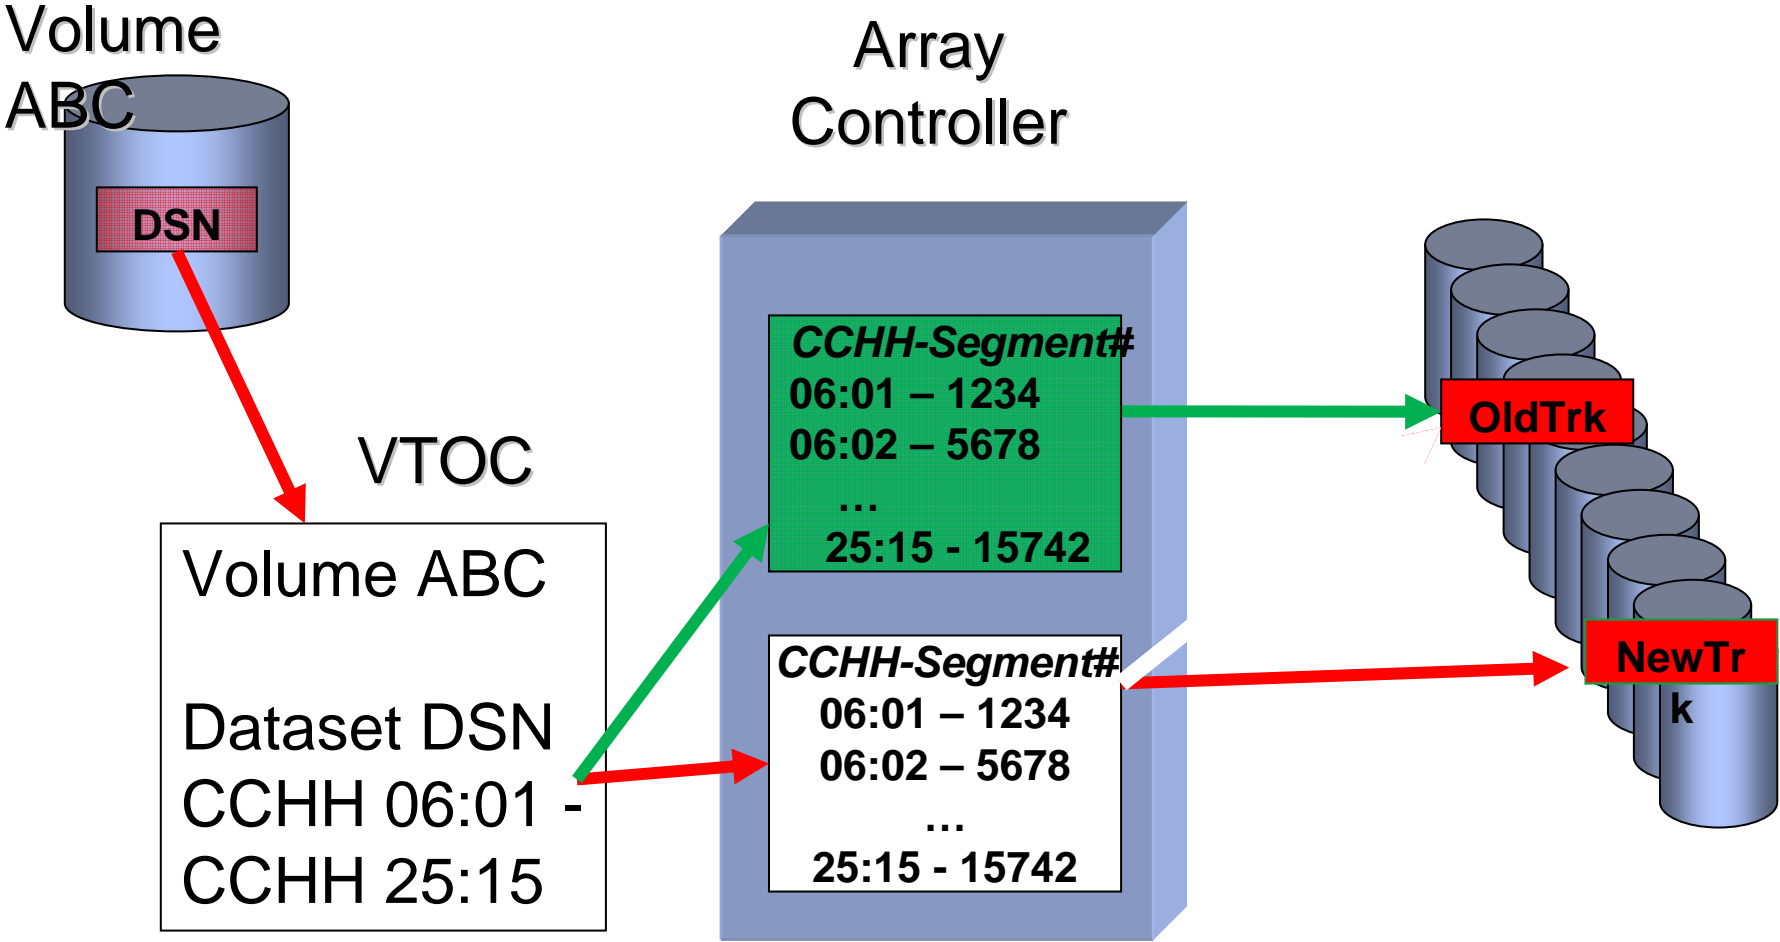 Volume
ABC
DSN
VTOC
Volume ABC
Dataset DSN
CCHH 06:01 -
CCHH 25:15
Array
Controller
CCHH-Segment#
06:01 – 1234
06:02 – 5678
...
25:15 - 15742
CCHH-Segment#
06:01 – 1234
06:02 – 5678
...
25:15 - 15742
OldTrk
NewTr
k